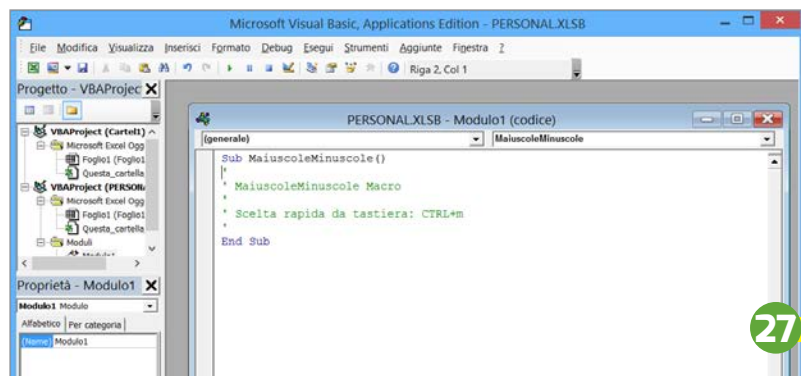 Microsoft Visual Basic, Applications Edition - PERSONAL.XLSB
File Modifica Visualizza Inserisci Formato Debug Esegui Strumenti Aggiunte Finestra ?
Riga 2, Col 1
Progetto - VBAProjec
VBAProject (Cartel1)
Microsoft Excel Ogg
Foglio1 (Foglio1
Questa_cartella
VBAProject (PERSON
Microsoft Excel Ogg
Foglio1 (Foglio1
Questa_cartella
Moduli
Modulo1
Proprietà - Modulo1
Modulo1 Modulo
Alfabetico Per categoria
(Name) Modulo1
PERSONAL.XLSB - Modulo1 (codice)
(generale) MaiuscoleMinuscole
Sub MaiuscoleMinuscole()
'
' MaiuscoleMinuscole Macro
'
' Scelta rapida da tastiera: CTRL+m
'
End Sub
27